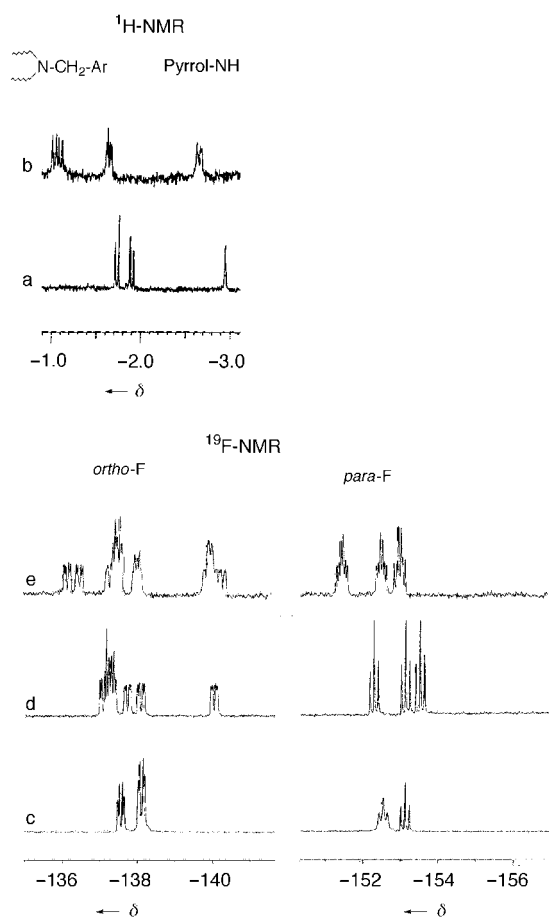 ¹H-NMR
N-CH₂-Ar Pyrrol-NH
b
a
−1.0 −2.0 −3.0
← δ
¹⁹F-NMR
ortho-F para-F
e
d
c
−136 −138 −140 −152 −154 −156
← δ ← δ